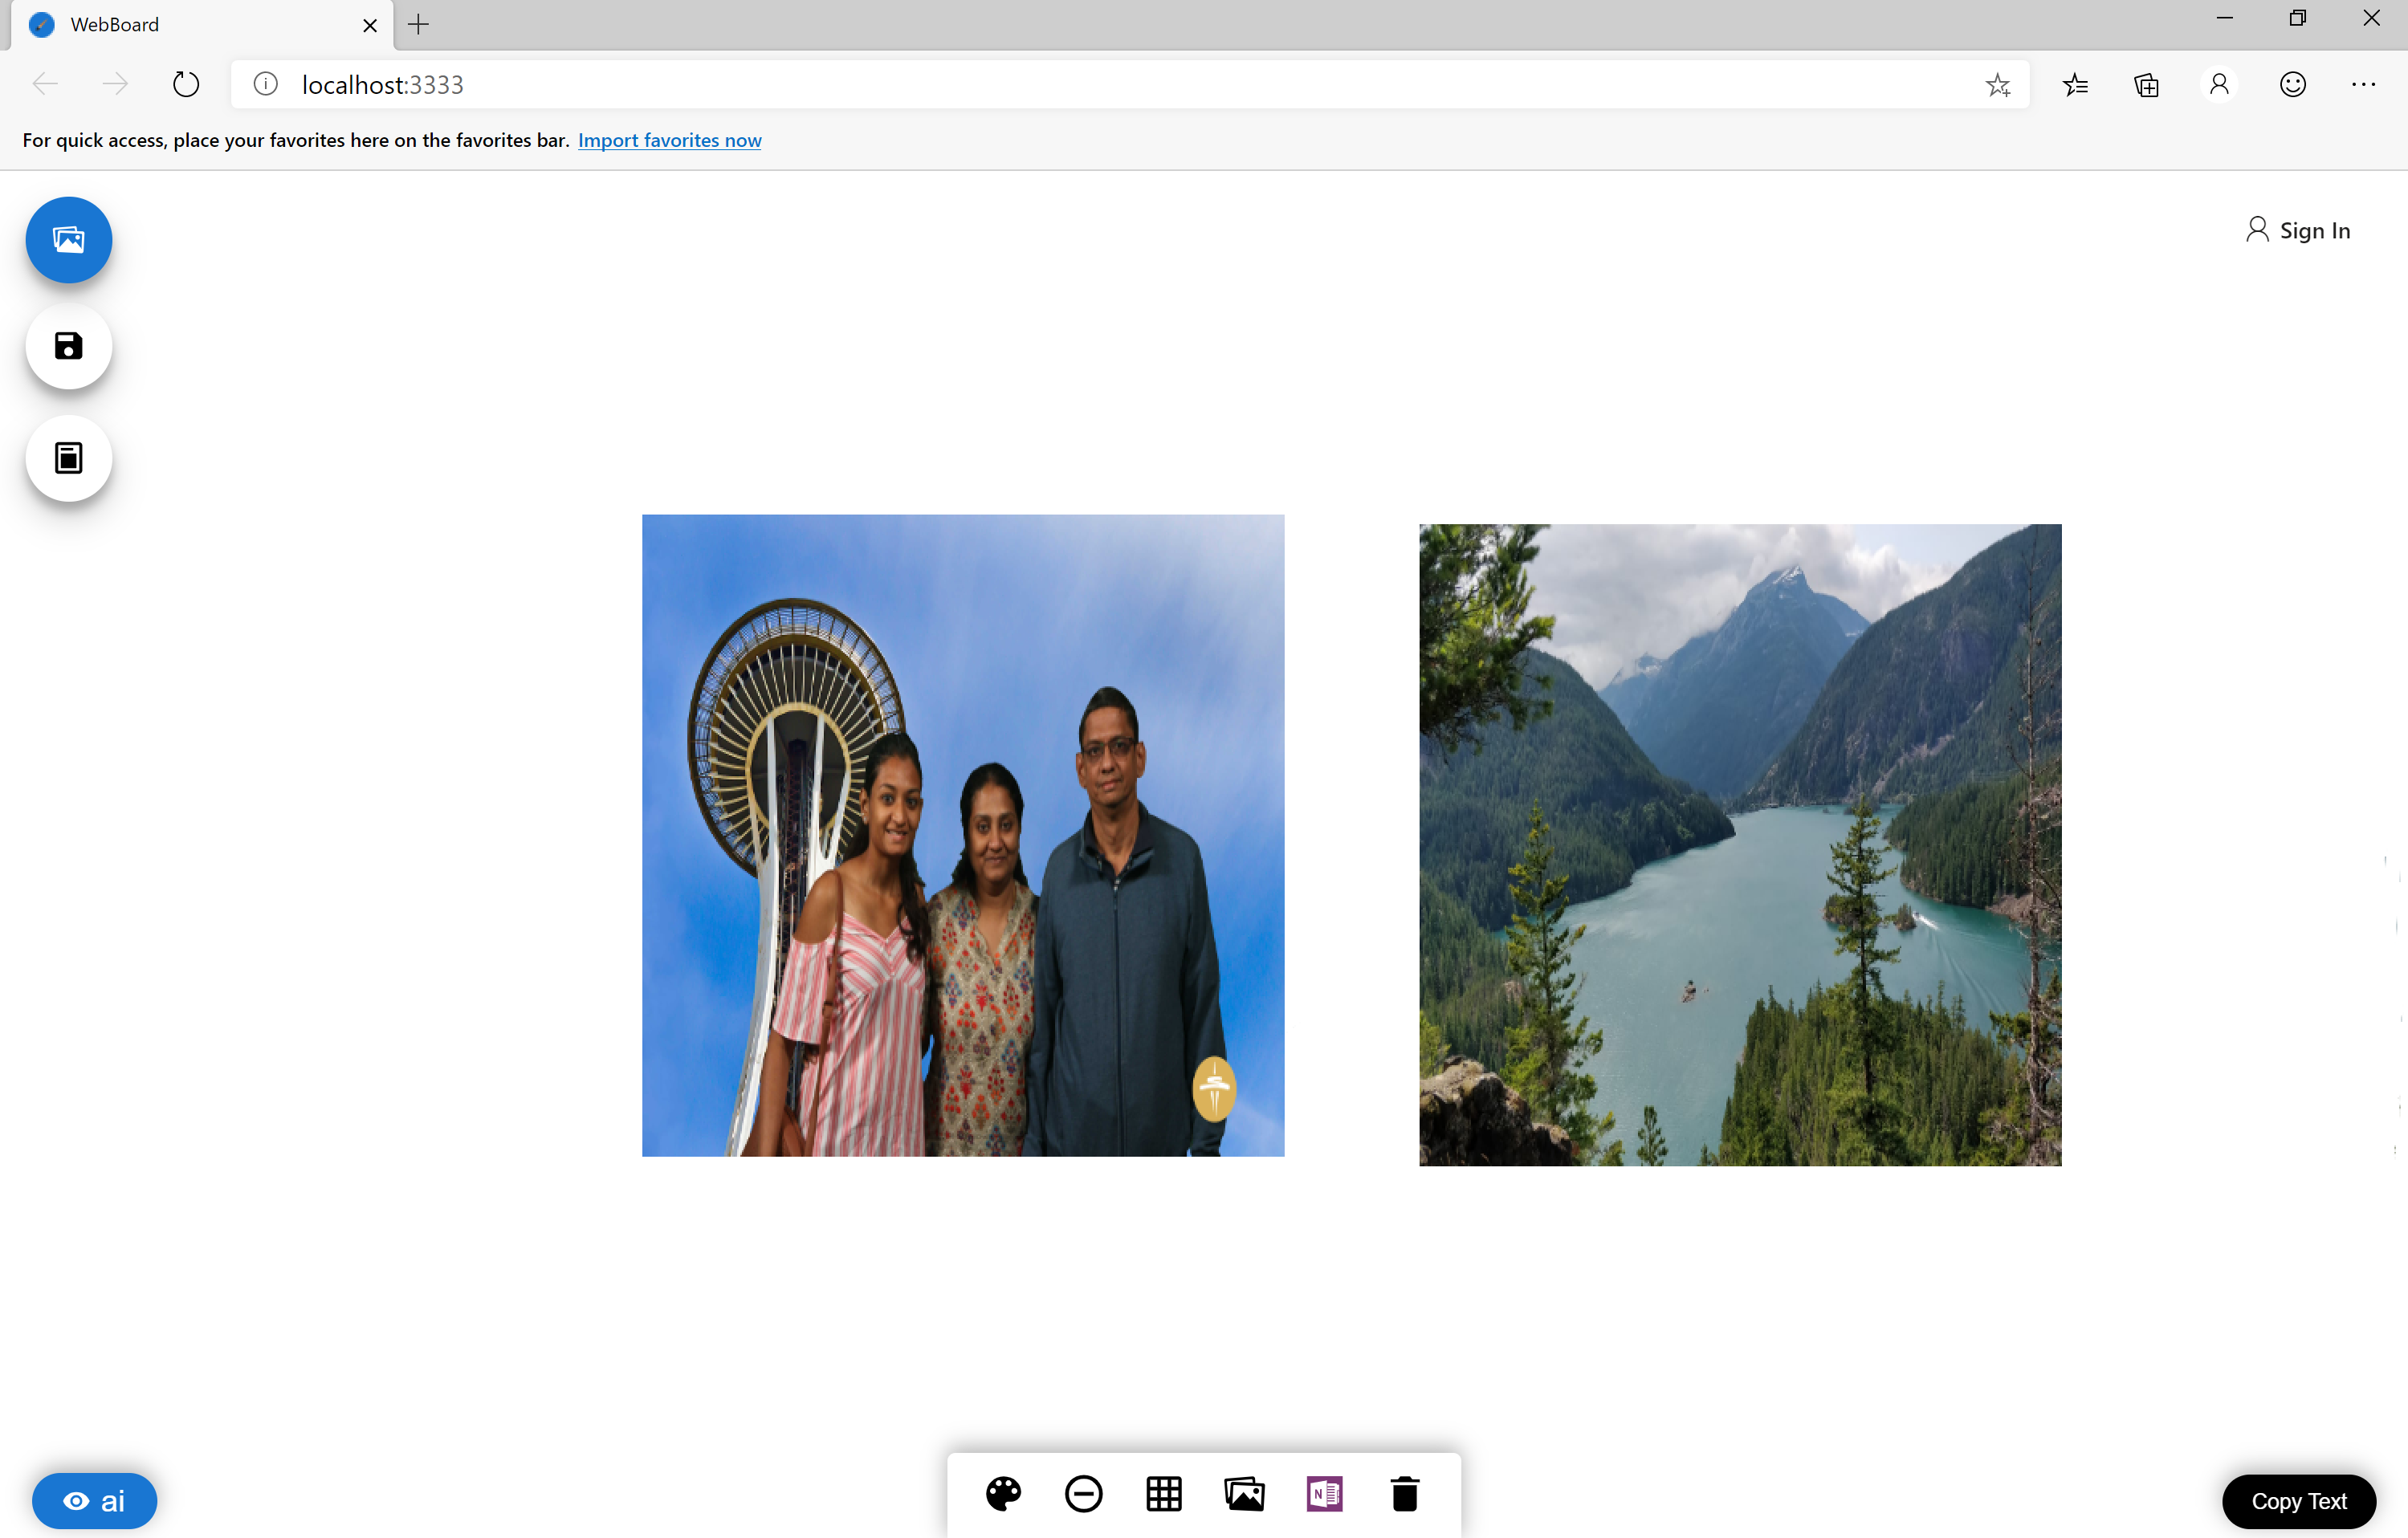 WebBoard
localhost:3333
For quick access, place your favorites here on the favorites bar. Import favorites now
Sign In
N
ai
Copy Text